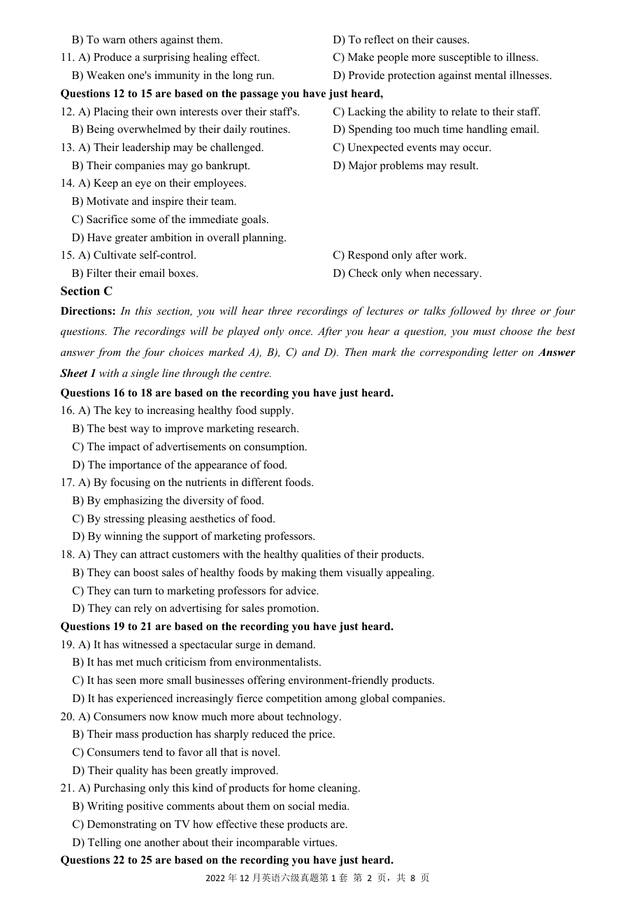 B) To warn others against them. D) To reflect on their causes.
11. A) Produce a surprising healing effect. C) Make people more susceptible to illness.
B) Weaken one's immunity in the long run. D) Provide protection against mental illnesses.
Questions 12 to 15 are based on the passage you have just heard,
12. A) Placing their own interests over their staff's. C) Lacking the ability to relate to their staff.
B) Being overwhelmed by their daily routines. D) Spending too much time handling email.
13. A) Their leadership may be challenged. C) Unexpected events may occur.
B) Their companies may go bankrupt. D) Major problems may result.
14. A) Keep an eye on their employees.
B) Motivate and inspire their team.
C) Sacrifice some of the immediate goals.
D) Have greater ambition in overall planning.
15. A) Cultivate self-control. C) Respond only after work.
B) Filter their email boxes. D) Check only when necessary.
Section C
Directions: In this section, you will hear three recordings of lectures or talks followed by three or four
questions. The recordings will be played only once. After you hear a question, you must choose the best
answer from the four choices marked A), B), C) and D). Then mark the corresponding letter on Answer
Sheet 1 with a single line through the centre.
Questions 16 to 18 are based on the recording you have just heard.
16. A) The key to increasing healthy food supply.
B) The best way to improve marketing research.
C) The impact of advertisements on consumption.
D) The importance of the appearance of food.
17. A) By focusing on the nutrients in different foods.
B) By emphasizing the diversity of food.
C) By stressing pleasing aesthetics of food.
D) By winning the support of marketing professors.
18. A) They can attract customers with the healthy qualities of their products.
B) They can boost sales of healthy foods by making them visually appealing.
C) They can turn to marketing professors for advice.
D) They can rely on advertising for sales promotion.
Questions 19 to 21 are based on the recording you have just heard.
19. A) It has witnessed a spectacular surge in demand.
B) It has met much criticism from environmentalists.
C) It has seen more small businesses offering environment-friendly products.
D) It has experienced increasingly fierce competition among global companies.
20. A) Consumers now know much more about technology.
B) Their mass production has sharply reduced the price.
C) Consumers tend to favor all that is novel.
D) Their quality has been greatly improved.
21. A) Purchasing only this kind of products for home cleaning.
B) Writing positive comments about them on social media.
C) Demonstrating on TV how effective these products are.
D) Telling one another about their incomparable virtues.
Questions 22 to 25 are based on the recording you have just heard.
2022 年 12 月英语六级真题第 1 套 第 2 页，共 8 页